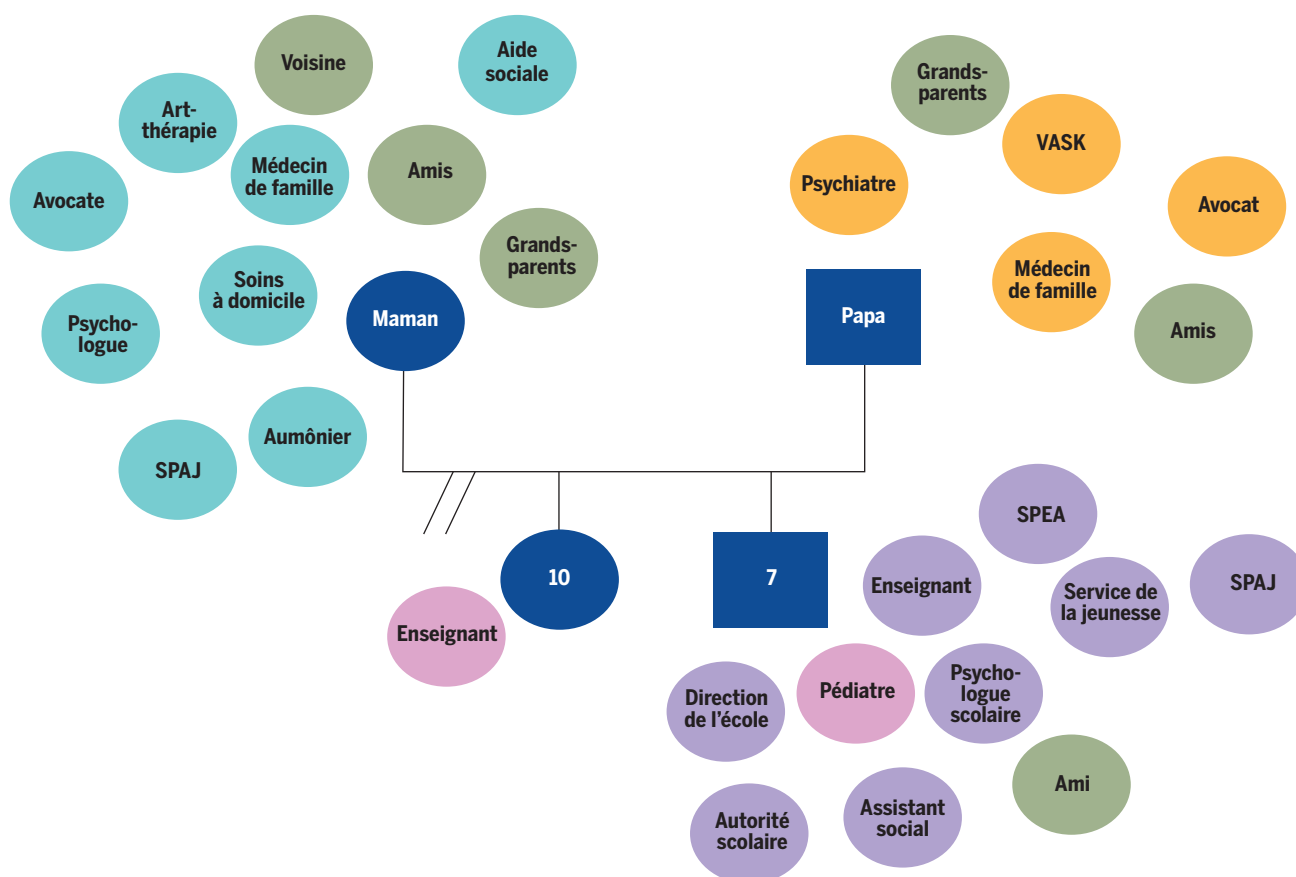 Voisine
Aide
sociale
Art-
thérapie
Médecin
de famille
Amis
Avocate
Grands-
parents
Soins
à domicile
Psycho-
logue
Maman
Aumônier
SPAJ
Grands-
parents
VASK
Psychiatre
Avocat
Médecin
de famille
Papa
Amis
10
7
Enseignant
SPEA
Enseignant
Service de
la jeunesse
SPAJ
Direction
de l'école
Pédiatre
Psycho-
logue
scolaire
Ami
Autorité
scolaire
Assistant
social